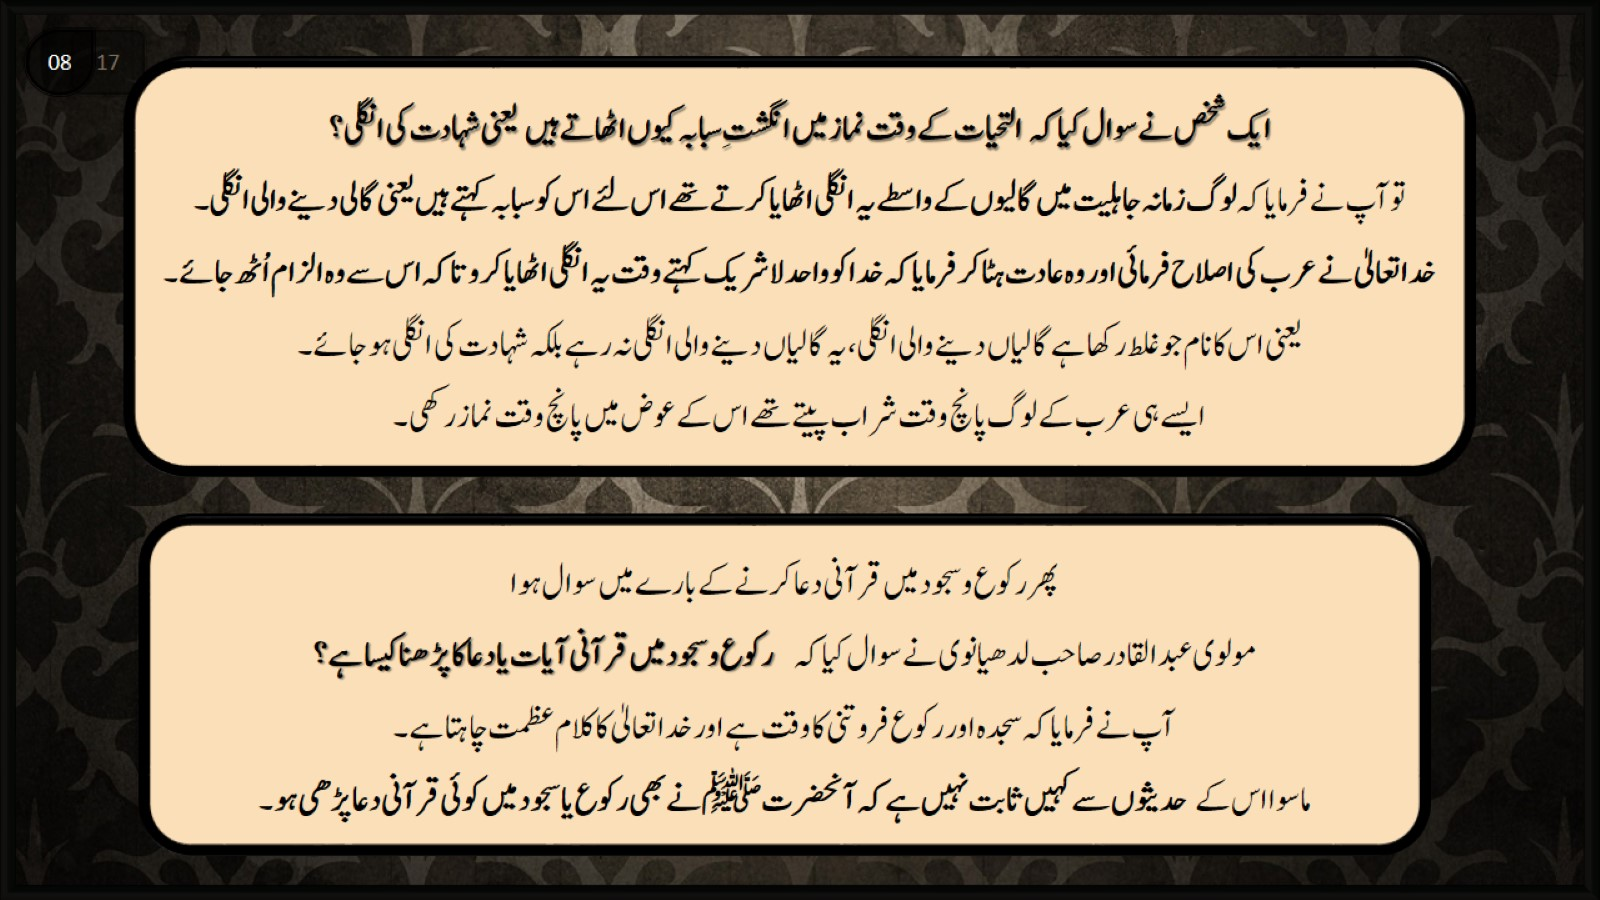 08 17
ایک شخص نے سوال کیا کہ التحیات کے وقت نماز میں انگشتِ سبابہ کیوں اٹھاتے ہیں یعنی شہادت کی انگلی؟
تو آپ نے فرمایا کہ لوگ زمانہ جاہلیت میں گالیوں کے واسطے یہ انگلی اٹھایا کرتے تھے اس لئے اس کو سبابہ کہتے ہیں یعنی گالی دینے والی انگلی۔
خدا تعالیٰ نے عرب کی اصلاح فرمائی اور وہ عادت ہٹا کر فرمایا کہ خدا کو واحد لا شریک کہتے وقت یہ انگلی اٹھایا کرو تا کہ اس سے وہ الزام اُٹھ جائے۔
یعنی اس کا نام جو غلط رکھا ہے گالیاں دینے والی انگلی، یہ گالیاں دینے والی انگلی نہ رہے بلکہ شہادت کی انگلی ہو جائے۔
ایسے ہی عرب کے لوگ پانچ وقت شراب پیتے تھے اس کے عوض میں پانچ وقت نماز رکھی۔
پھر رکوع و سجود میں قرآنی دعا کرنے کے بارے میں سوال ہوا
مولوی عبد القادر صاحب لدھیانوی نے سوال کیا کہ رکوع و سجود میں قرآنی آیات یا دعا کا پڑھنا کیسا ہے؟
آپ نے فرمایا کہ سجدہ اور رکوع فروتنی کا وقت ہے اور خدا تعالیٰ کا کلام عظمت چاہتا ہے۔
ماسوا اس کے حدیثوں سے کہیں ثابت نہیں ہے کہ آنحضرت ﷺ نے بھی رکوع یا سجود میں کوئی قرآنی دعا پڑھی ہو۔